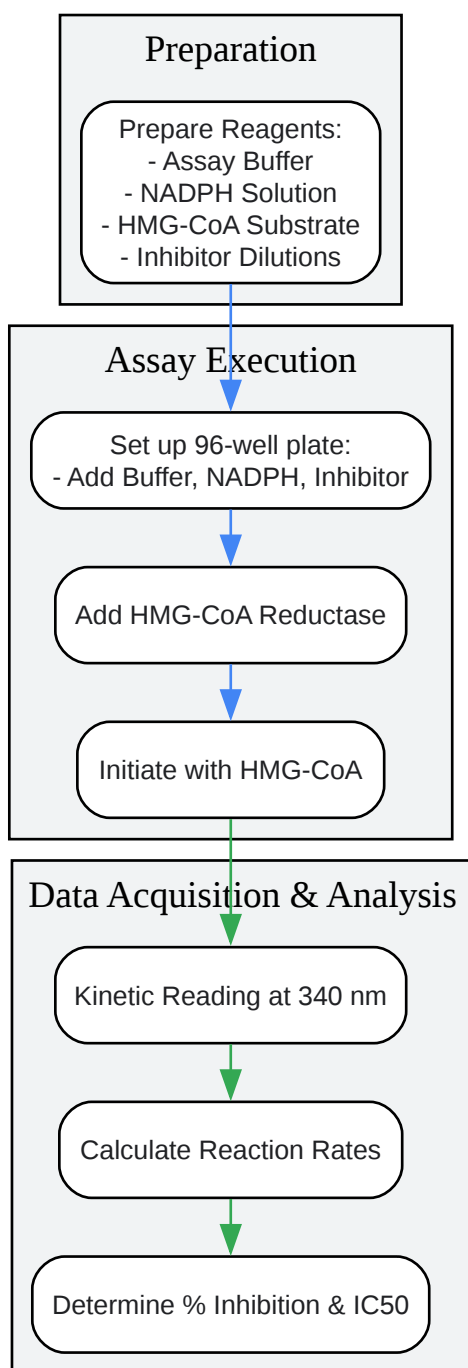 Preparation
Prepare Reagents:
- Assay Buffer
- NADPH Solution
- HMG-CoA Substrate
- Inhibitor Dilutions
Assay Execution
Set up 96-well plate:
- Add Buffer, NADPH, Inhibitor
Add HMG-CoA Reductase
Initiate with HMG-CoA
Data Acquisition & Analysis
Kinetic Reading at 340 nm
Calculate Reaction Rates
Determine % Inhibition & IC50